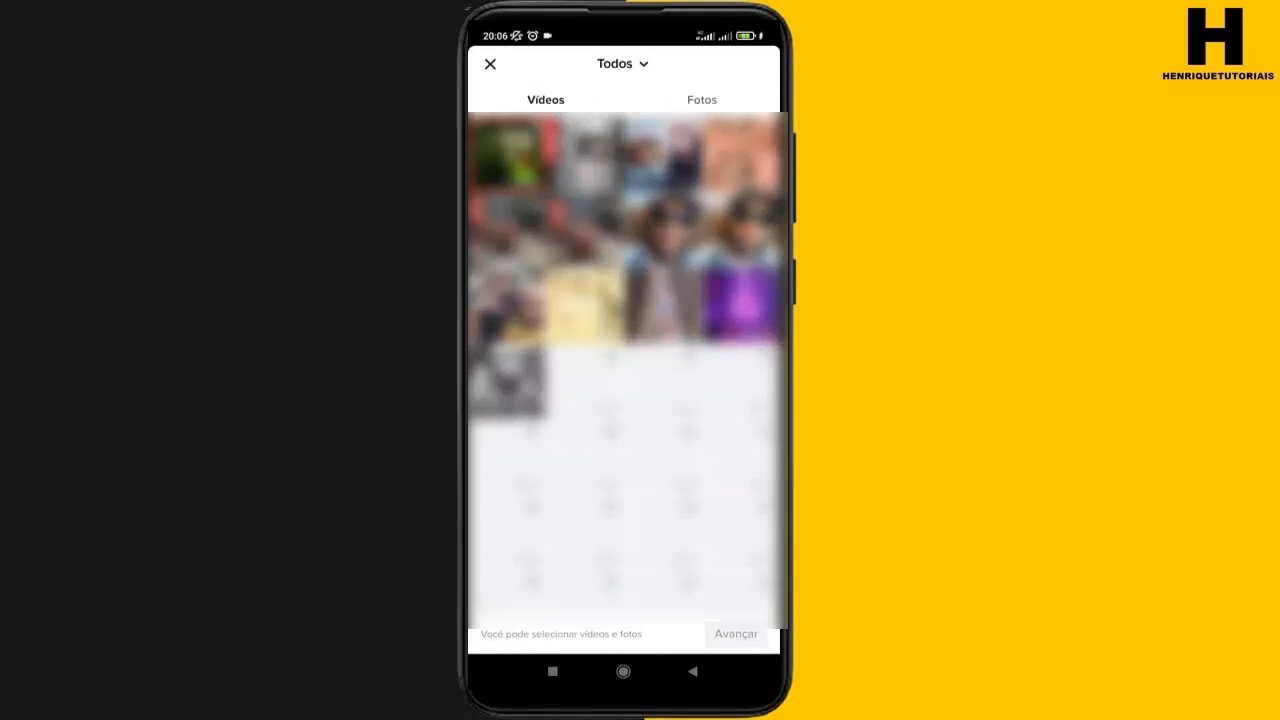 20:06
Todos
Vídeos
Fotos
Você pode selecionar vídeos e fotos
Avançar
H
HENRIQUETUTORIAIS